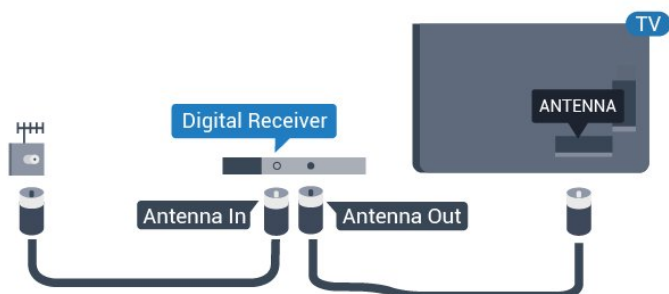 TV
ANTENNA
Digital Receiver
Antenna In
Antenna Out